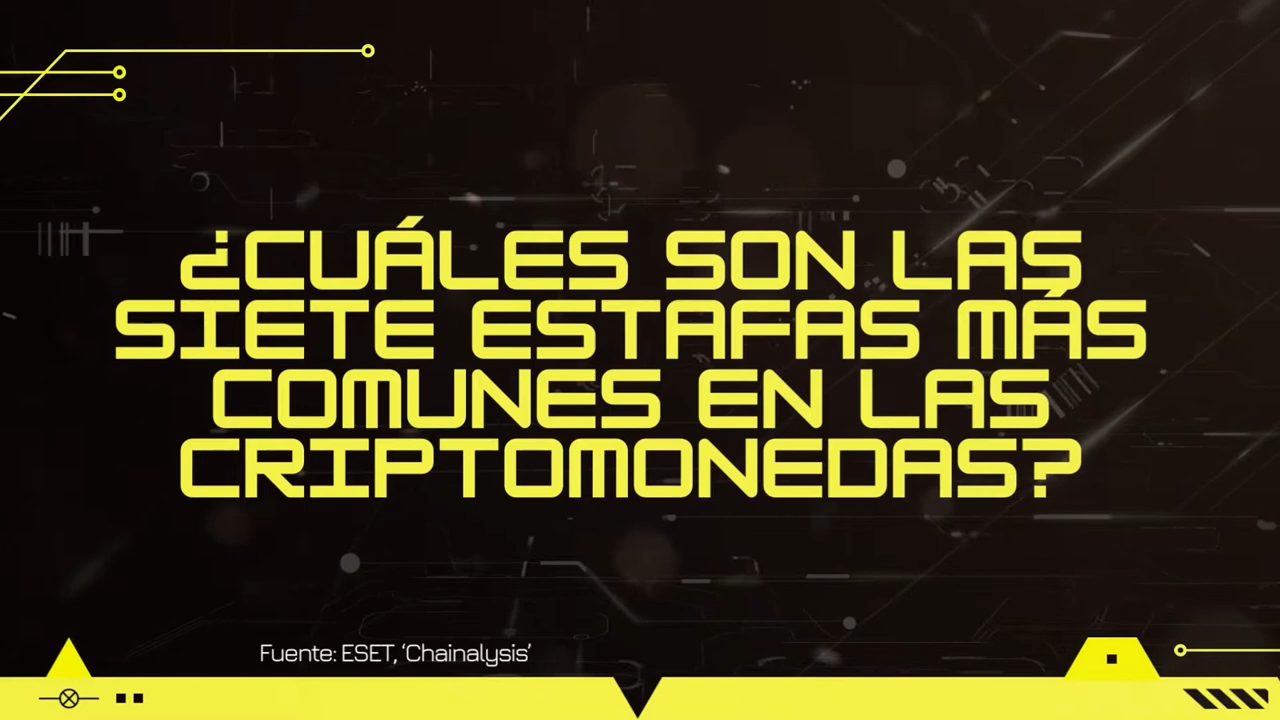 ¿CUÁLES SON LAS
SIETE ESTAFAS MÁS
COMUNES EN LAS
CRIPTOMONEDAS?
Fuente: ESET, ‘Chainalysis’